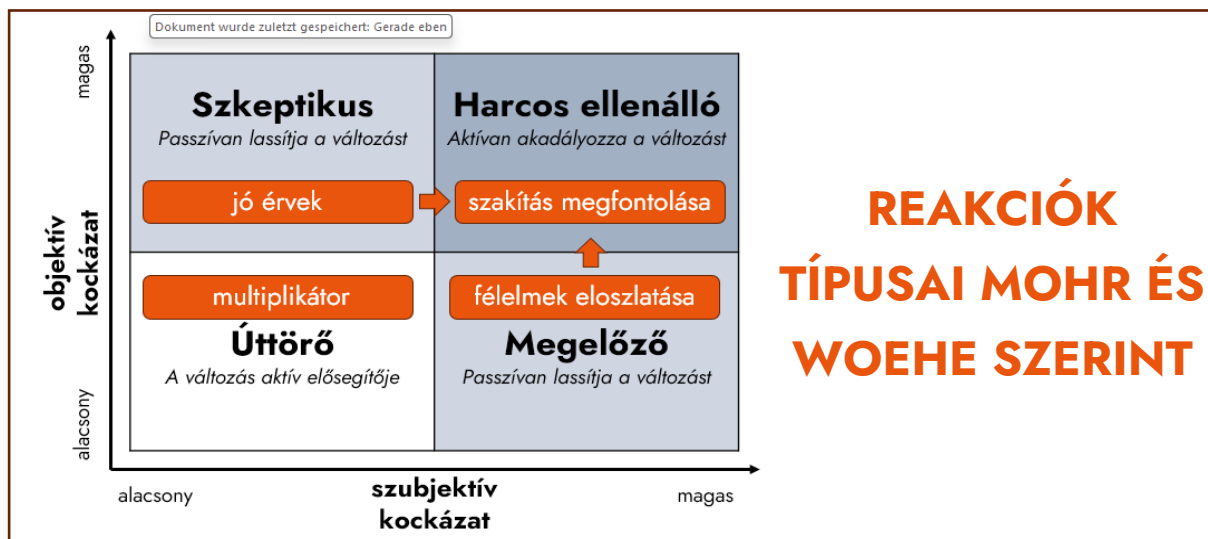 Dokument wurde zuletzt gespeichert: Gerade eben
magas
objektív
kockázat
alacsony
Szkeptikus
Passzívan lassítja a változást
jó érvek
Harcos ellenálló
Aktívan akadályozza a változást
szakítás megfontolása
multiplikátor
Úttörő
A változás aktív elősegítője
félelmek eloszlatása
Megelőző
Passzívan lassítja a változást
alacsony
szubjektív
kockázat
magas
REAKCIÓK
TÍPUSAI MOHR ÉS
WOEHE SZERINT